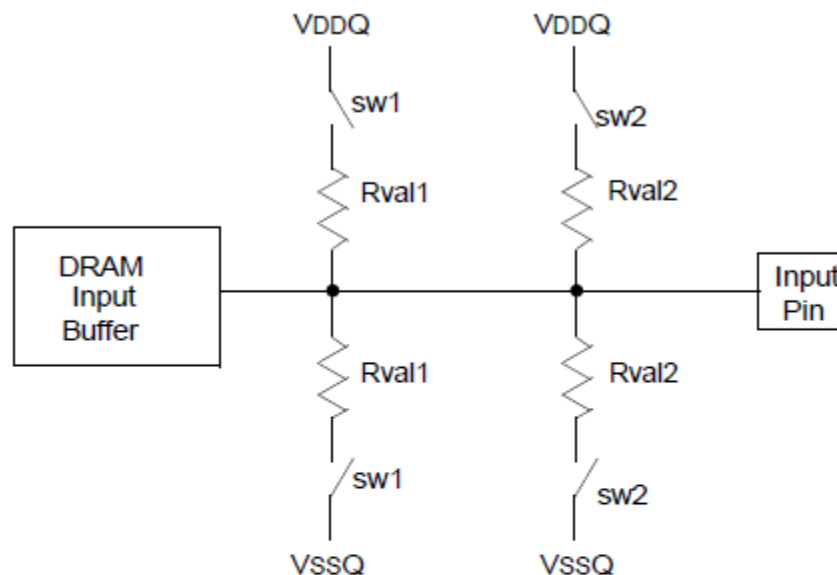 VDDQ
VDDQ
sw1
sw2
Rval1
Rval2
DRAM
Input
Buffer
Input
Pin
Rval1
Rval2
sw1
sw2
VSSQ
VSSQ